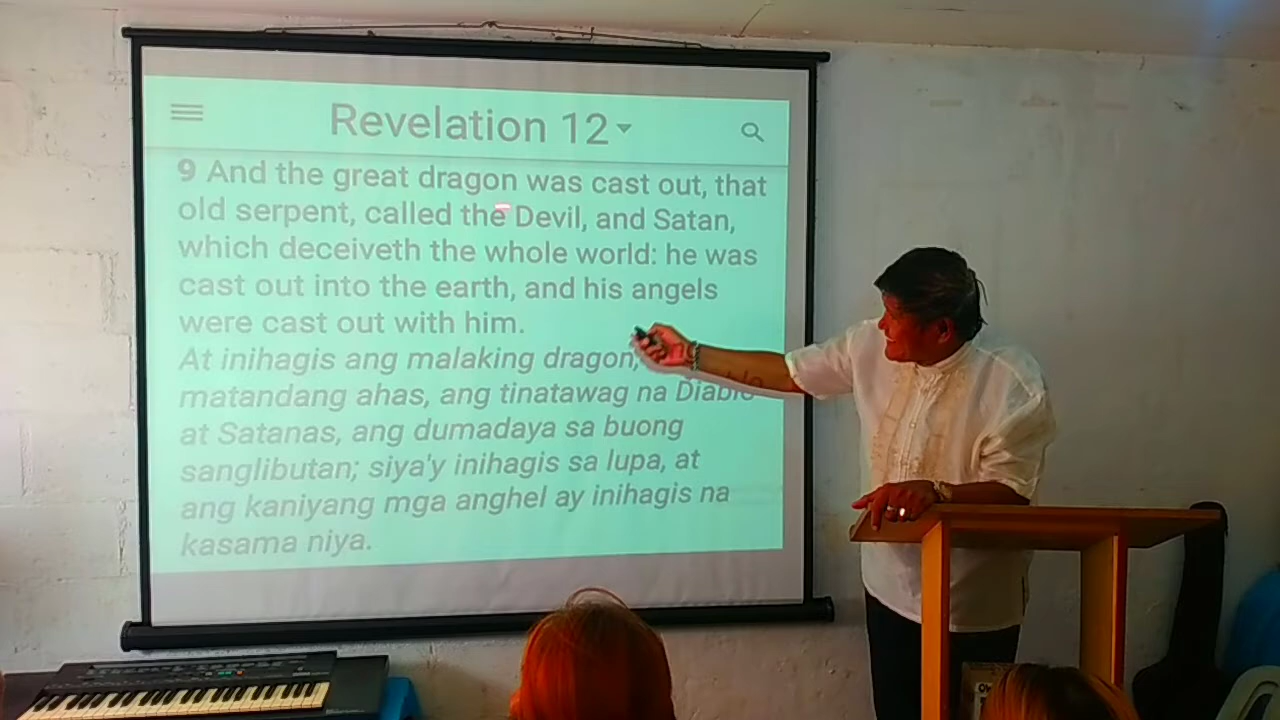 Revelation 12
9 And the great dragon was cast out, that
old serpent, called the Devil, and Satan,
which deceiveth the whole world: he was
cast out into the earth, and his angels
were cast out with him.
At inihagis ang malaking dragon,
matandang ahas, ang tinatawag na Diablo
at Satanas, ang dumadaya sa buong
sanglibutan; siya'y inihagis sa lupa, at
ang kaniyang mga anghel ay inihagis na
kasama niya.